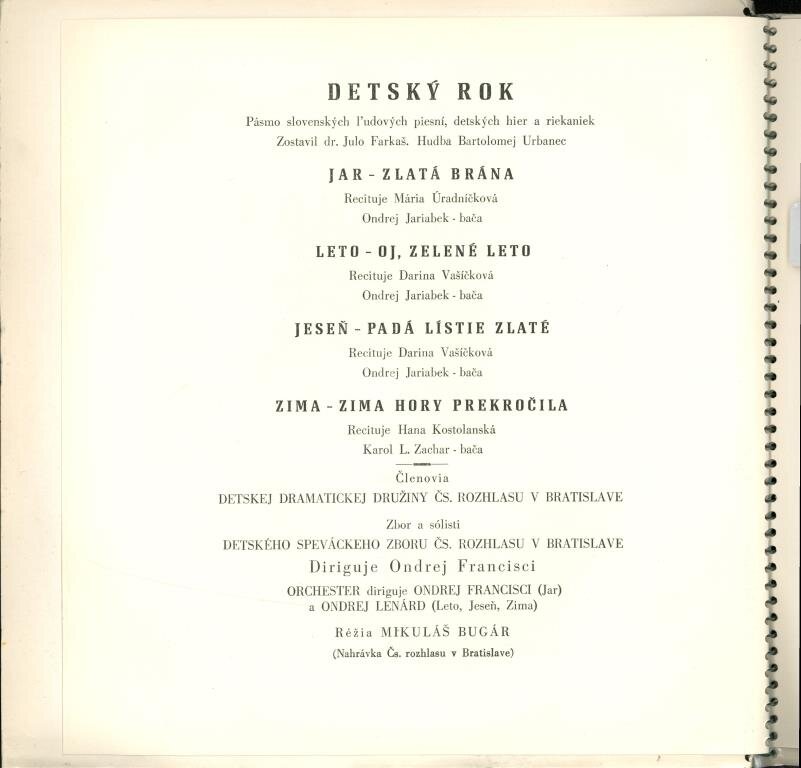 DETSKÝ ROK
Pásmo slovenských ľudových piesní, detských hier a riekaniek
Zostavil dr. Julo Farkaš. Hudba Bartolomej Urbanec
JAR – ZLATÁ BRÁNA
Recituje Mária Úradníčková
Ondrej Jariabek - bača
LETO – OJ, ZELENÉ LETO
Recituje Darina Vašíčková
Ondrej Jariabek - bača
JESEŇ – PADÁ LÍSTIE ZLATÉ
Recituje Darina Vašíčková
Ondrej Jariabek - bača
ZIMA – ZIMA HORY PREKROČILA
Recituje Hana Kostolanská
Karol L. Zachar - bača
Členovia
DETSKEJ DRAMATICKEJ DRUŽINY ČS. ROZHLASU V BRATISLAVE
Zbor a sólisti
DETSKÉHO SPEVÁCKEHO ZBORU ČS. ROZHLASU V BRATISLAVE
Diriguje Ondrej Francisci
ORCHESTER diriguje ONDREJ FRANCISCI (Jar)
a ONDREJ LENÁRD (Leto, Jeseň, Zima)
Réžia MIKULÁŠ BUGÁR
(Nahrávka Čs. rozhlasu v Bratislave)